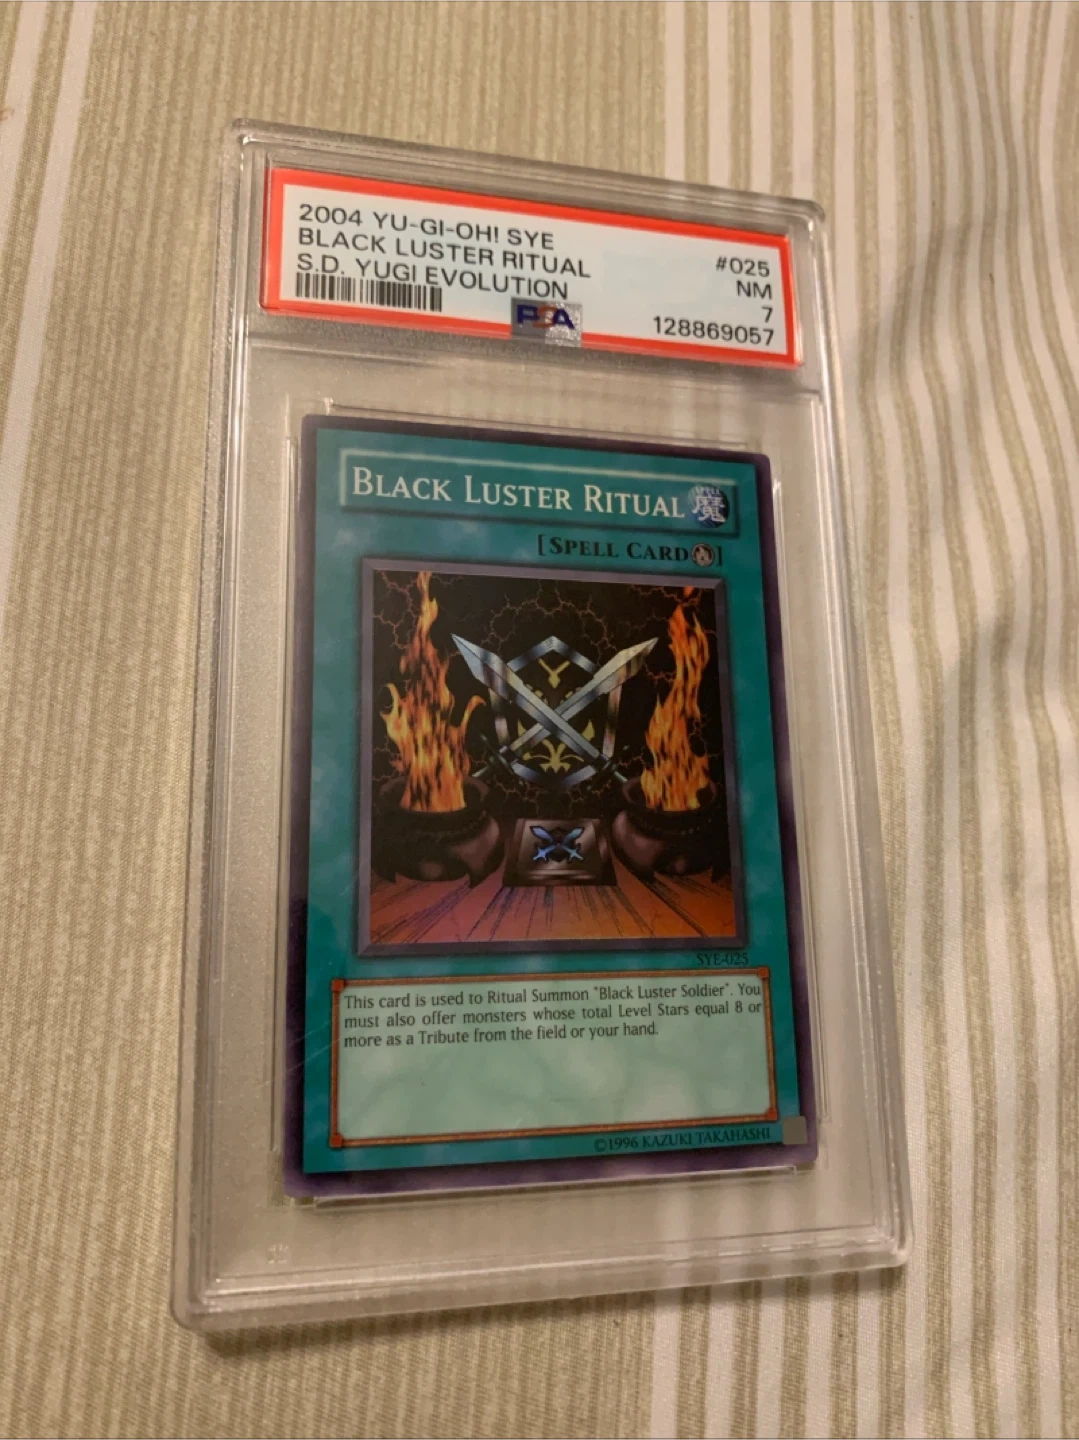 2004 YU-GI-OH! SYE
BLACK LUSTER RITUAL
S.D. YUGI EVOLUTION
#025
NM
7
128869057
PSA
BLACK LUSTER RITUAL
魔
[SPELL CARD]
SYE-025
This card is used to Ritual Summon "Black Luster Soldier". You
must also offer monsters whose total Level Stars equal 8 or
more as a Tribute from the field or your hand.
©1996 KAZUKI TAKAHASHI